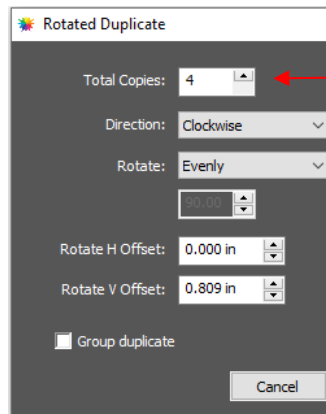 Rotated Duplicate
Total Copies: 4
Direction: Clockwise
Rotate: Evenly
90.00
Rotate H Offset: 0.000 in
Rotate V Offset: 0.809 in
Group duplicate
Cancel